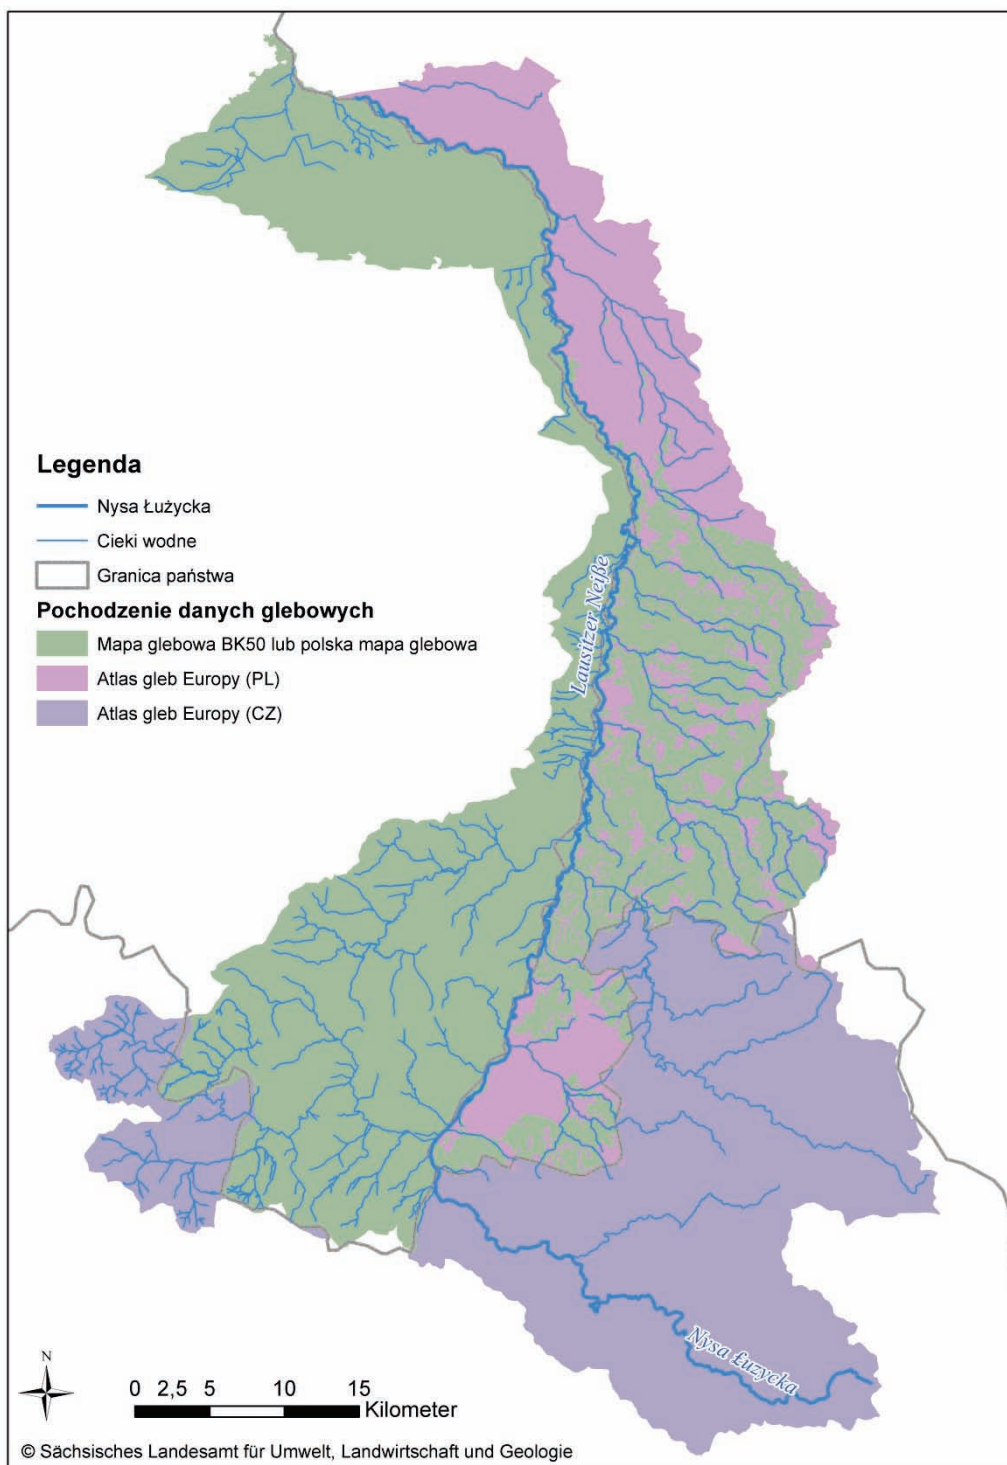 Legenda
Nysa Łużycka
Cieki wodne
Granica państwa
Pochodzenie danych glebowych
Mapa glebowa BK50 lub polska mapa glebowa
Atlas gleb Europy (PL)
Atlas gleb Europy (CZ)
Lausitzer Neiße
Nysa Łużycka
N
0 2,5 5 10 15
Kilometer
© Sächsisches Landesamt für Umwelt, Landwirtschaft und Geologie